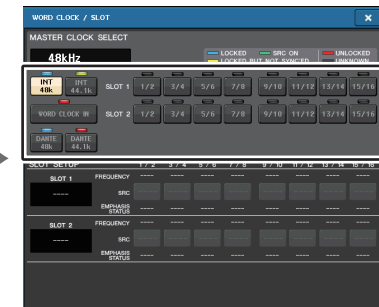 WORD CLOCK / SLOT
MASTER CLOCK SELECT
48kHz
LOCKED SRC ON UNLOCKED
LOCKED BUT NOT SYNCED UNKNOWN
INT 48k INT 44.1k SLOT 1 1/2 3/4 5/6 7/8 9/10 11/12 13/14 15/16
WORD CLOCK IN SLOT 2 1/2 3/4 5/6 7/8 9/10 11/12 13/14 15/16
DANTE 48k DANTE 44.1k
SLOT SETUP 1 / 2 3 / 4 5 / 6 7 / 8 9 / 10 11 / 12 13 / 14 15 / 16
SLOT 1 FREQUENCY ---- ---- ---- ---- ---- ---- ---- ----
---- SRC
EMPHASIS STATUS ---- ---- ---- ---- ---- ---- ---- ----
SLOT 2 FREQUENCY ---- ---- ---- ---- ---- ---- ---- ----
---- SRC
EMPHASIS STATUS ---- ---- ---- ---- ---- ---- ---- ----